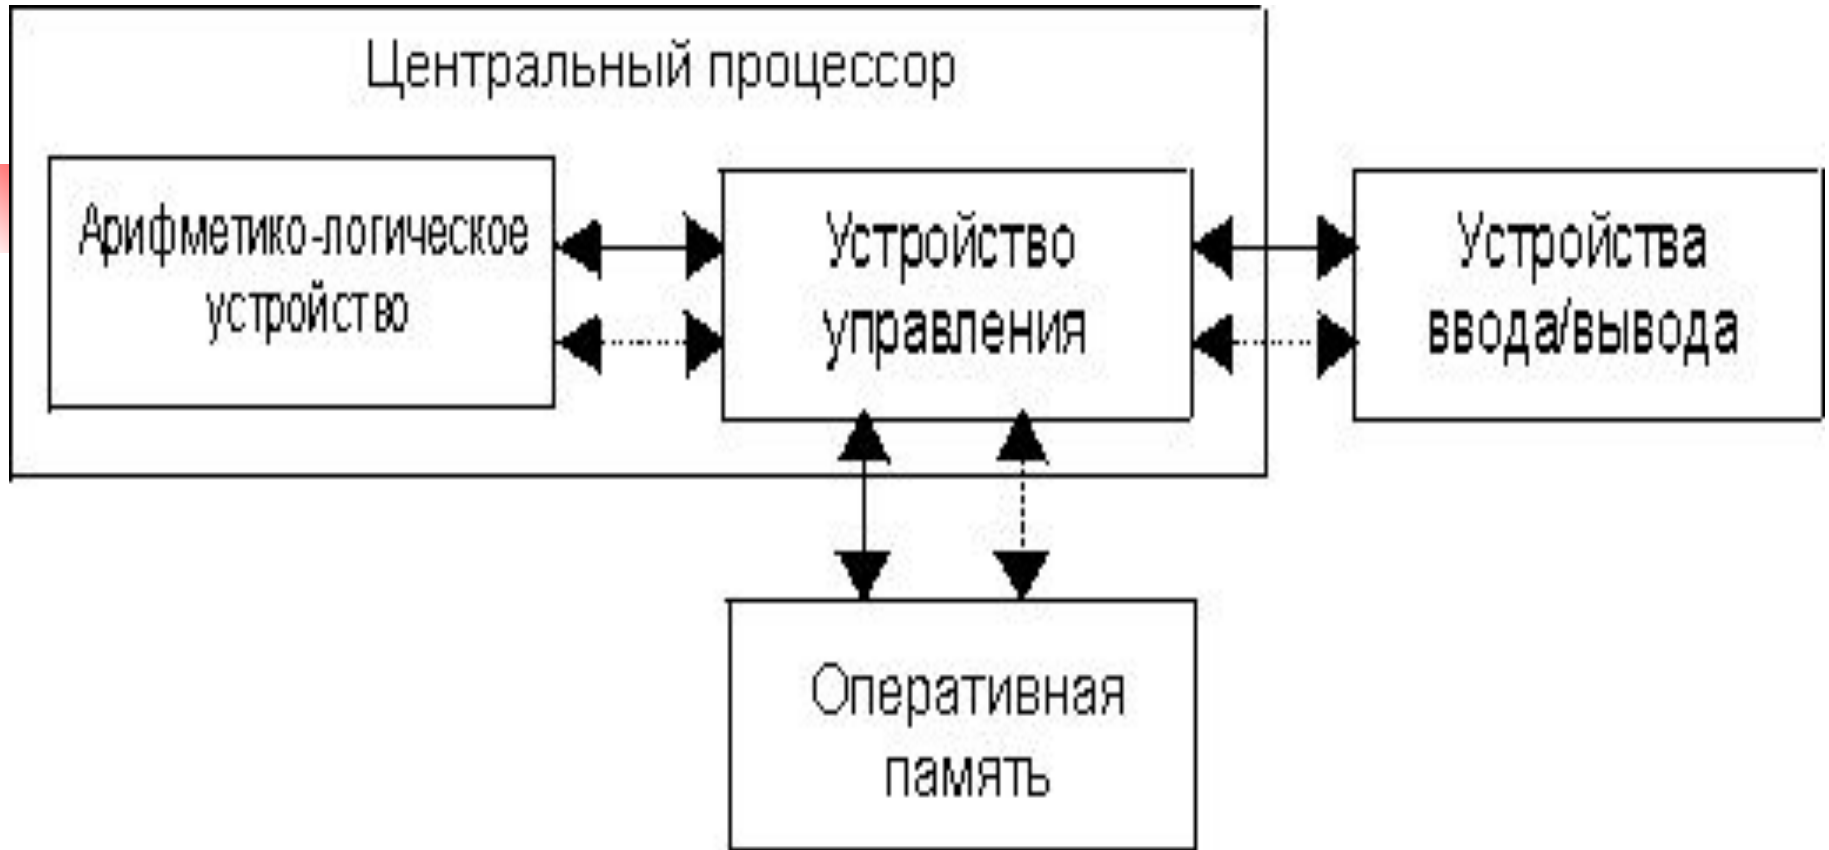 Центральный процессор
Арифметико-логическое
устройство
Устройство
управления
Устройства
ввода/вывода
Оперативная
память